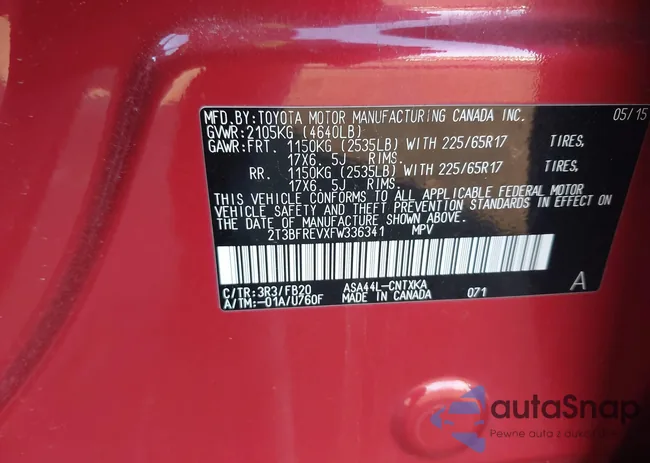 MFD.BY:TOYOTA MOTOR MANUFACTURING CANADA INC. 05/15
GVWR:2105KG (4640LB)
GAWR:FRT. 1150KG (2535LB) WITH 225/65R17 TIRES,
17X6. 5J RIMS.
RR. 1150KG (2535LB) WITH 225/65R17 TIRES,
17X6. 5J RIMS.
THIS VEHICLE CONFORMS TO ALL APPLICABLE FEDERAL MOTOR
VEHICLE SAFETY AND THEFT PREVENTION STANDARDS IN EFFECT ON
THE DATE OF MANUFACTURE SHOWN ABOVE.
2T3BFREVXFW336341 MPV
C/TR:3R3/FB20 ASA44L-CNTXKA
A/TM:-01A/U760F MADE IN CANADA 071 A
autaSnap
Pewne auta z aukcji